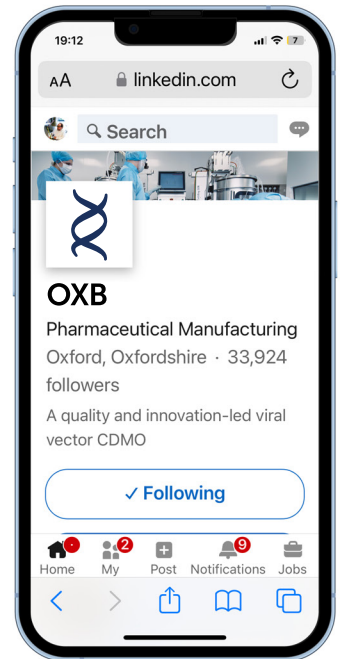 19:12
7
AA linkedin.com
Search
OXB
Pharmaceutical Manufacturing
Oxford, Oxfordshire · 33,924
followers
A quality and innovation-led viral
vector CDMO
✓ Following
2
9
Home My Post Notifications Jobs